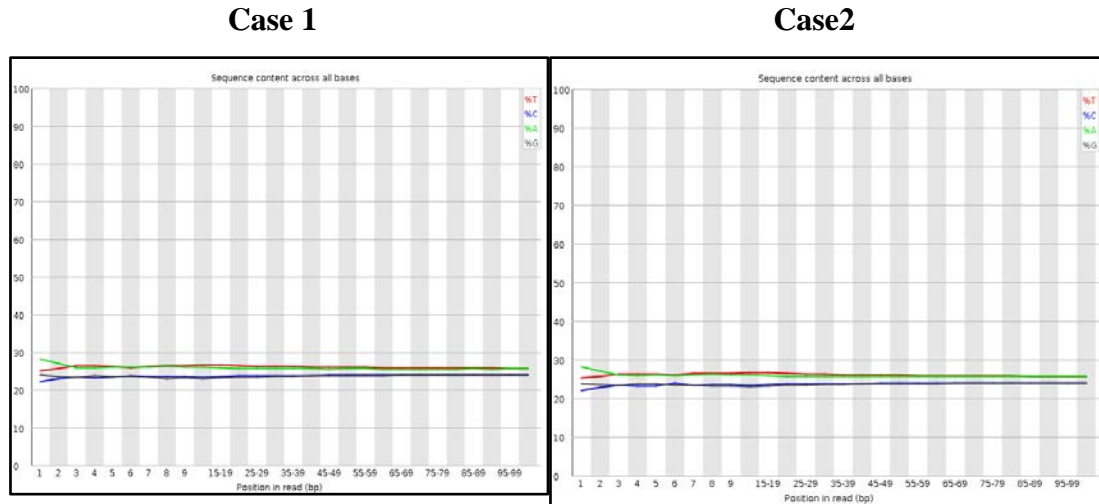 Case 1
Case2
Sequence content across all bases
100
90
80
70
60
50
40
30
20
10
0
%T
%C
%A
%G
1 2 3 4 5 6 7 8 9 15-19 25-29 35-39 45-49 55-59 65-69 75-79 85-89 95-99
Position in read (bp)
Sequence content across all bases
100
90
80
70
60
50
40
30
20
10
0
%T
%C
%A
%G
1 2 3 4 5 6 7 8 9 15-19 25-29 35-39 45-49 55-59 65-69 75-79 85-89 95-99
Position in read (bp)